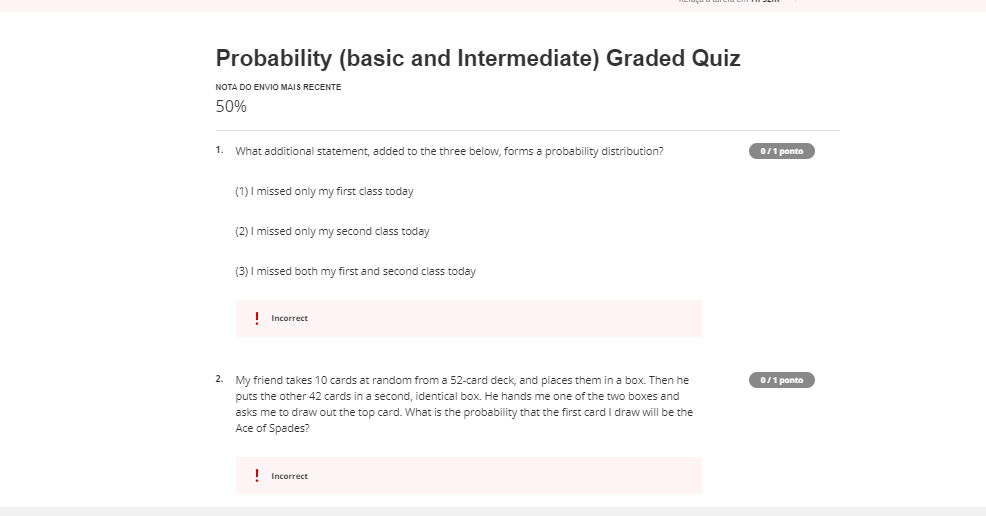 Probability (basic and Intermediate) Graded Quiz
NOTA DO ENVIO MAIS RECENTE
50%
1. What additional statement, added to the three below, forms a probability distribution?
0 / 1 ponto
(1) I missed only my first class today
(2) I missed only my second class today
(3) I missed both my first and second class today
! Incorrect
2. My friend takes 10 cards at random from a 52-card deck, and places them in a box. Then he
0 / 1 ponto
puts the other 42 cards in a second, identical box. He hands me one of the two boxes and
asks me to draw out the top card. What is the probability that the first card I draw will be the
Ace of Spades?
! Incorrect